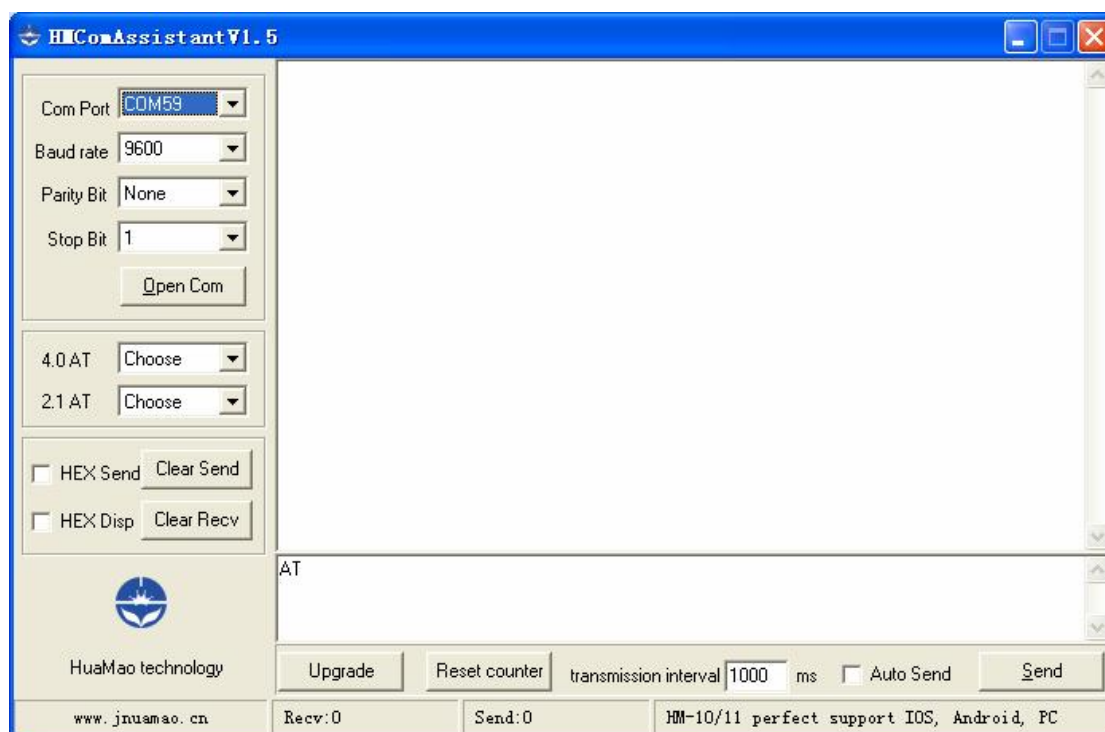 HMComAssistantV1.5
Com Port COM59
Baud rate 9600
Parity Bit None
Stop Bit 1
Open Com
4.0 AT Choose
2.1 AT Choose
HEX Send Clear Send
HEX Disp Clear Recv
AT
HuaMao technology
Upgrade Reset counter transmission interval 1000 ms Auto Send Send
www.jnuamao.cn Recv:0 Send:0 HM-10/11 perfect support IOS, Android, PC